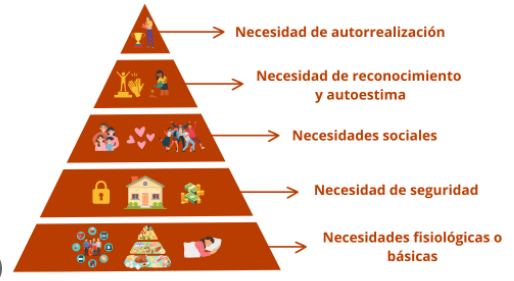 Necesidad de autorrealización
Necesidad de reconocimiento
y autoestima
Necesidades sociales
Necesidad de seguridad
Necesidades fisiológicas o
básicas